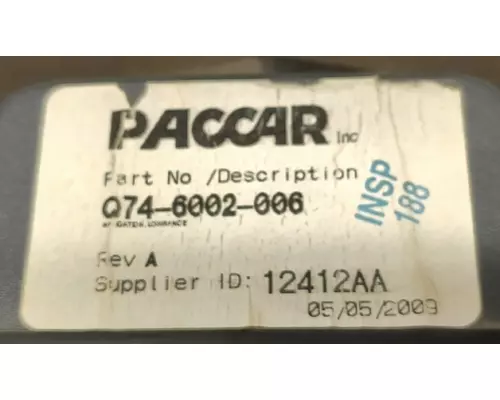 PACCAR Inc
Part No /Description
Q74-6002-006
Rev A
Supplier ID: 12412AA
05/05/2009
INSP
188